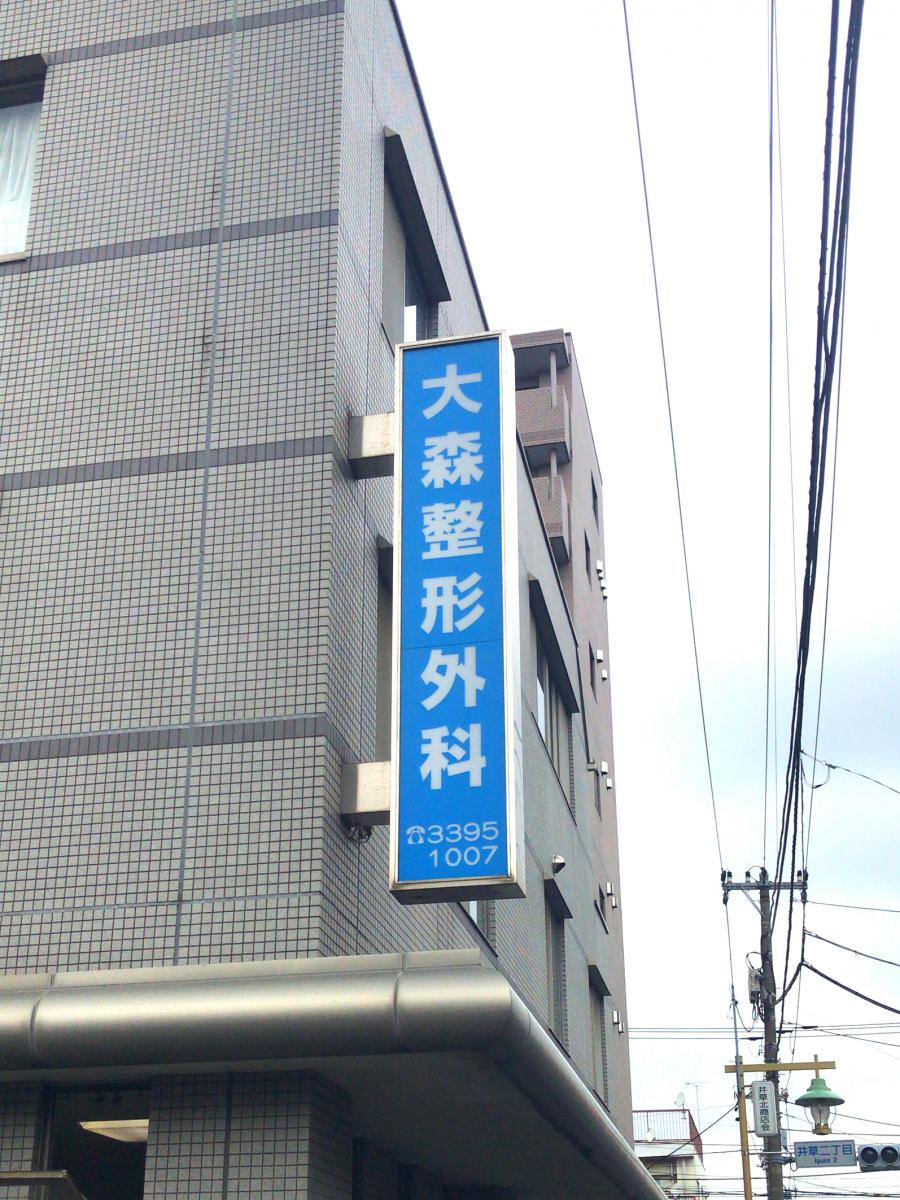 大森整形外科
☎3395
1007
井草北商店会
井草二丁目
Igusa 2